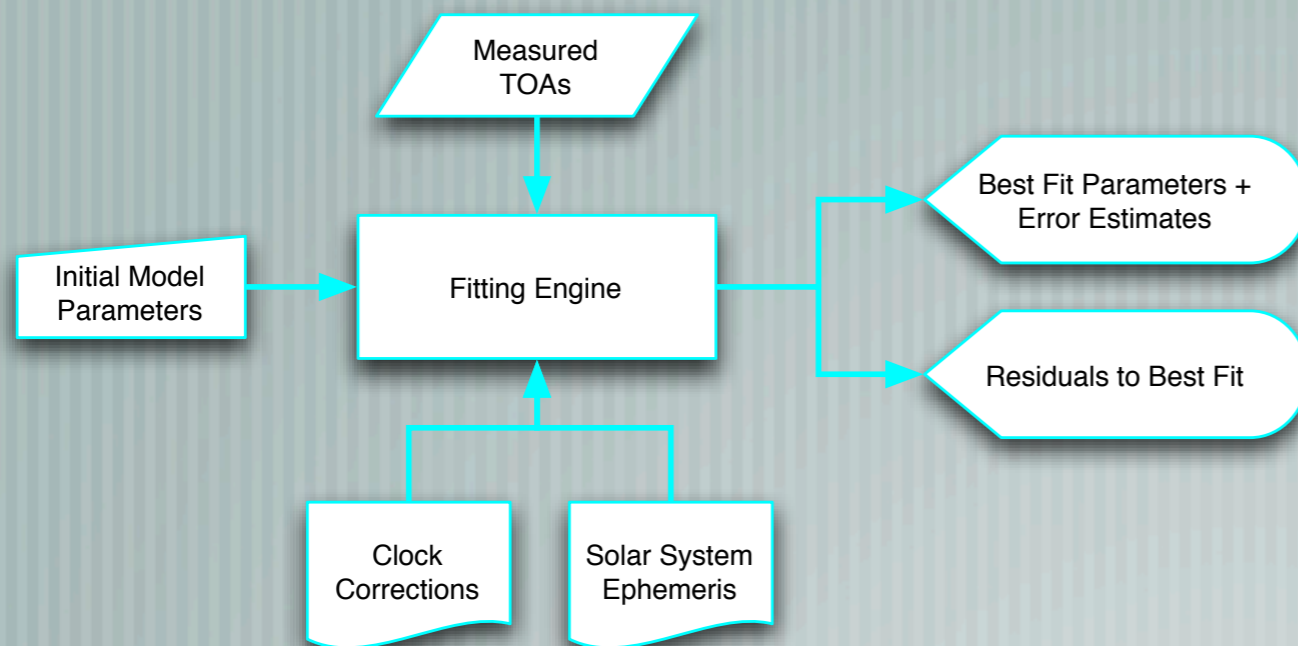 Measured
TOAs
Initial Model
Parameters
Fitting Engine
Best Fit Parameters +
Error Estimates
Residuals to Best Fit
Clock
Corrections
Solar System
Ephemeris